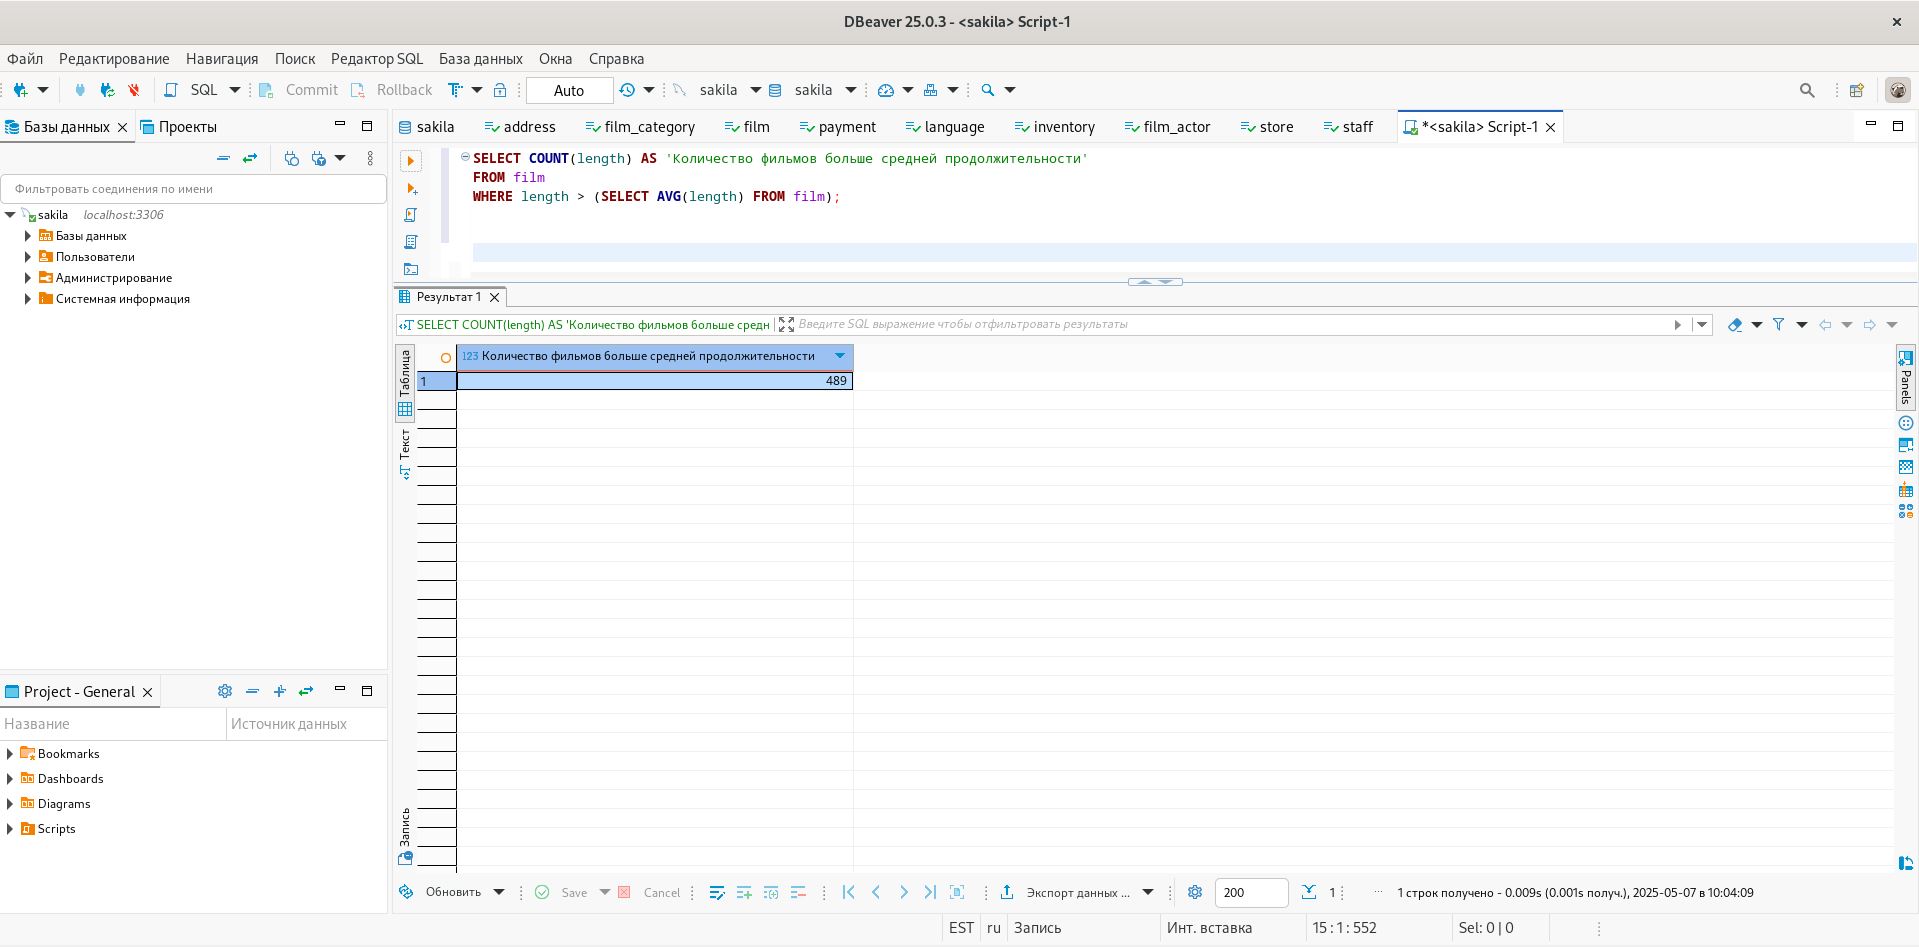 DBeaver 25.0.3 - <sakila> Script-1
Файл Редактирование Навигация Поиск Редактор SQL База данных Окна Справка
SQL Commit Rollback Auto sakila sakila
Базы данных Проекты
sakila address film_category film payment language inventory film_actor store staff *<sakila> Script-1
Фильтровать соединения по имени
sakila localhost:3306
Базы данных
Пользователи
Администрирование
Системная информация
SELECT COUNT(length) AS 'Количество фильмов больше средней продолжительности'
FROM film
WHERE length > (SELECT AVG(length) FROM film);
Результат 1
SELECT COUNT(length) AS 'Количество фильмов больше средн
Введите SQL выражение чтобы отфильтровать результаты
Таблица
Текст
Запись
123 Количество фильмов больше средней продолжительности
1 489
Panels
Project - General
Название Источник данных
Bookmarks
Dashboards
Diagrams
Scripts
Обновить Save Cancel Экспорт данных ... 200 1 1 строк получено - 0.009s (0.001s получ.), 2025-05-07 в 10:04:09
EST ru Запись Инт. вставка 15 : 1 : 552 Sel: 0 | 0